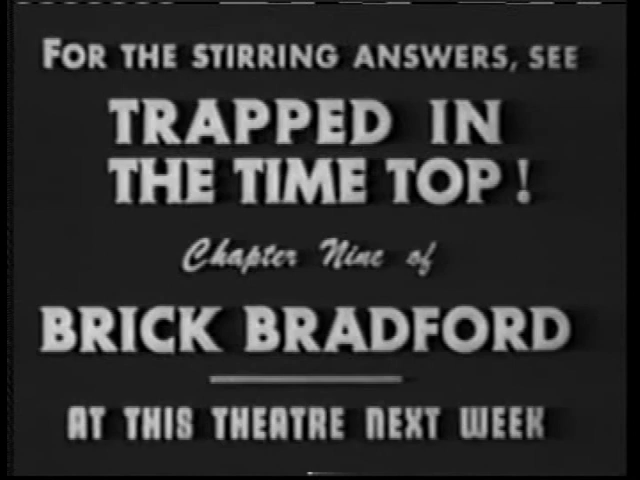 FOR THE STIRRING ANSWERS, SEE
TRAPPED IN
THE TIME TOP!
Chapter Nine of
BRICK BRADFORD
AT THIS THEATRE NEXT WEEK